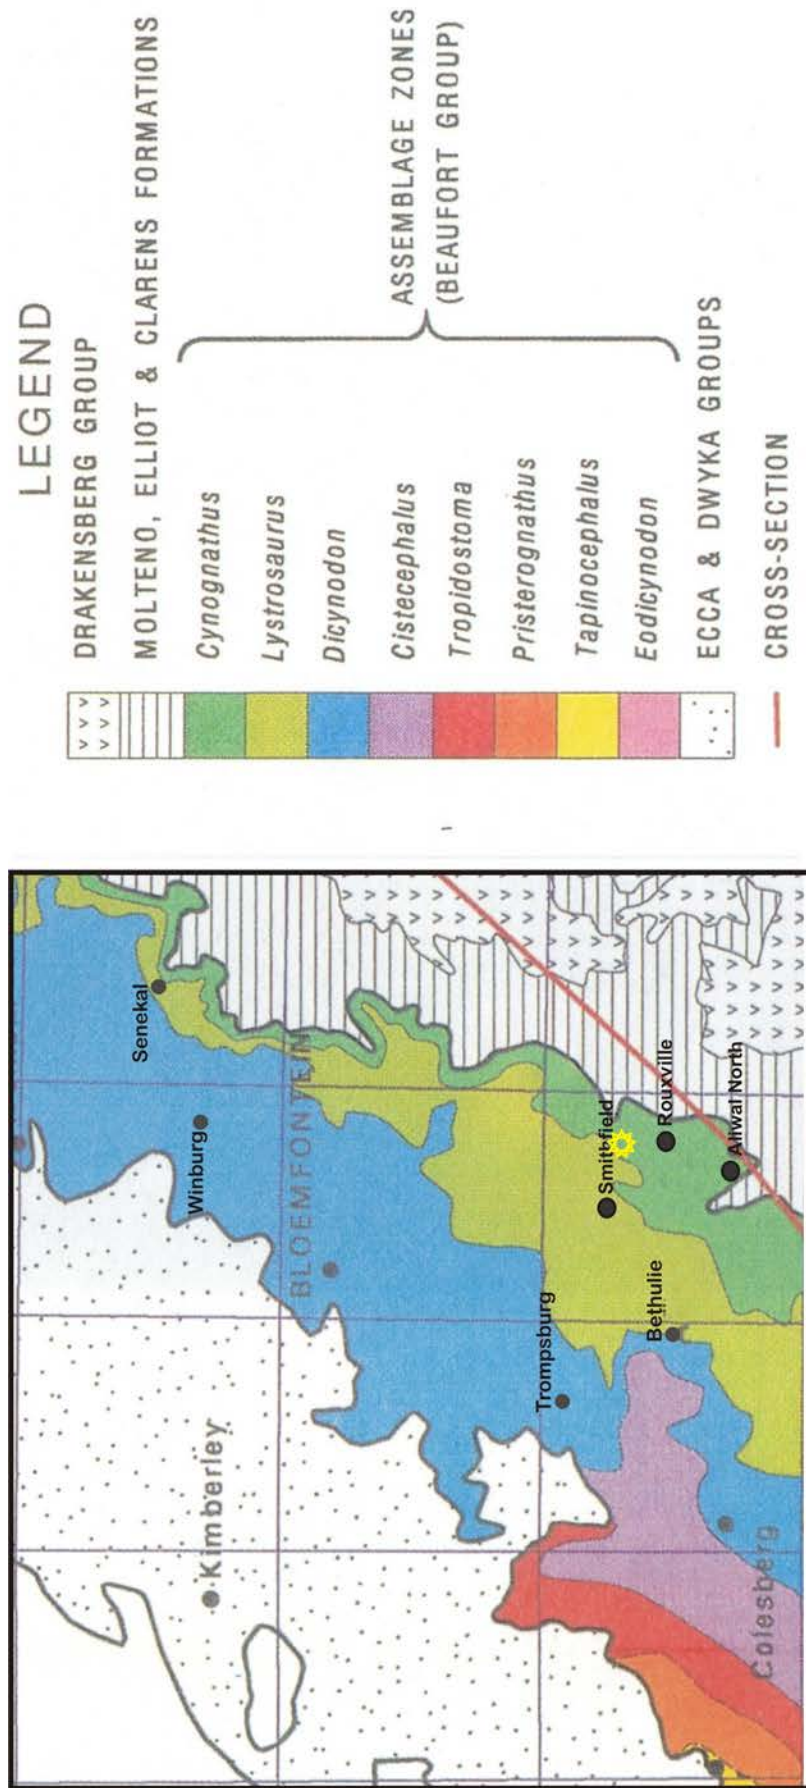 LEGEND
DRAKENSBERG GROUP
MOLTENO, ELLIOT & CLARENS FORMATIONS
Cynognathus
Lystrosaurus
Dicynodon
Cistecephalus
Tropidostoma
Pristerognathus
Tapinocephalus
Eodicynodon
ASSEMBLAGE ZONES
(BEAUFORT GROUP)
ECCA & DWYKA GROUPS
CROSS-SECTION
Senekal
Winburg
BLOEMFONTEIN
Kimberley
Trompsburg
Smithfield
Rouxville
Bethulie
Aliwal North
Colesberg